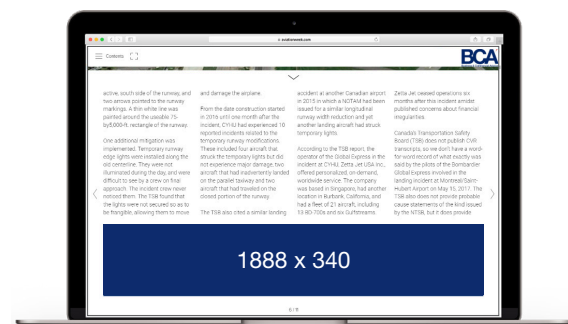 aviationweek.com
Contents
BCA
active, south side of the runway, and
two arrows pointed to the runway
markings. A thin white line was
painted around the useable 75-
by5,000-ft. rectangle of the runway.
One additional mitigation was
implemented. Temporary runway
edge lights were installed along the
old centerline. They were not
illuminated during the day, and were
difficult to see by a crew on final
approach. The incident crew never
noticed them. The TSB found that
the lights were not secured so as to
be frangible, allowing them to move
and damage the airplane.
From the date construction started
in 2016 until one month after the
incident, CYHU had experienced 10
reported incidents related to the
temporary runway modifications.
These included four aircraft that
struck the temporary lights but did
not experience major damage, two
aircraft that had inadvertently landed
on the parallel taxiway and two
aircraft that had traveled on the
closed portion of the runway.
The TSB also cited a similar landing
accident at another Canadian airport
in 2015 in which a NOTAM had been
issued for a similar longitudinal
runway width reduction and yet
another landing aircraft had struck
temporary lights.
According to the TSB report, the
operator of the Global Express in the
incident at CYHU, Zetta Jet USA Inc.,
offered personalized, on-demand,
worldwide service. The company
was based in Singapore, had another
location in Burbank, California, and
had a fleet of 21 aircraft, including
13 BD-700s and six Gulfstreams.
Zetta Jet ceased operations six
months after this incident amidst
published concerns about financial
irregularities.
Canada's Transportation Safety
Board (TSB) does not publish CVR
transcripts, so we don't have a word-
for word record of what exactly was
said by the pilots of the Bombardier
Global Express involved in the
landing incident at Montreal/Saint-
Hubert Airport on May 15, 2017. The
TSB also does not provide probable
cause statements of the kind issued
by the NTSB, but it does provide
1888 x 340
6 / 8